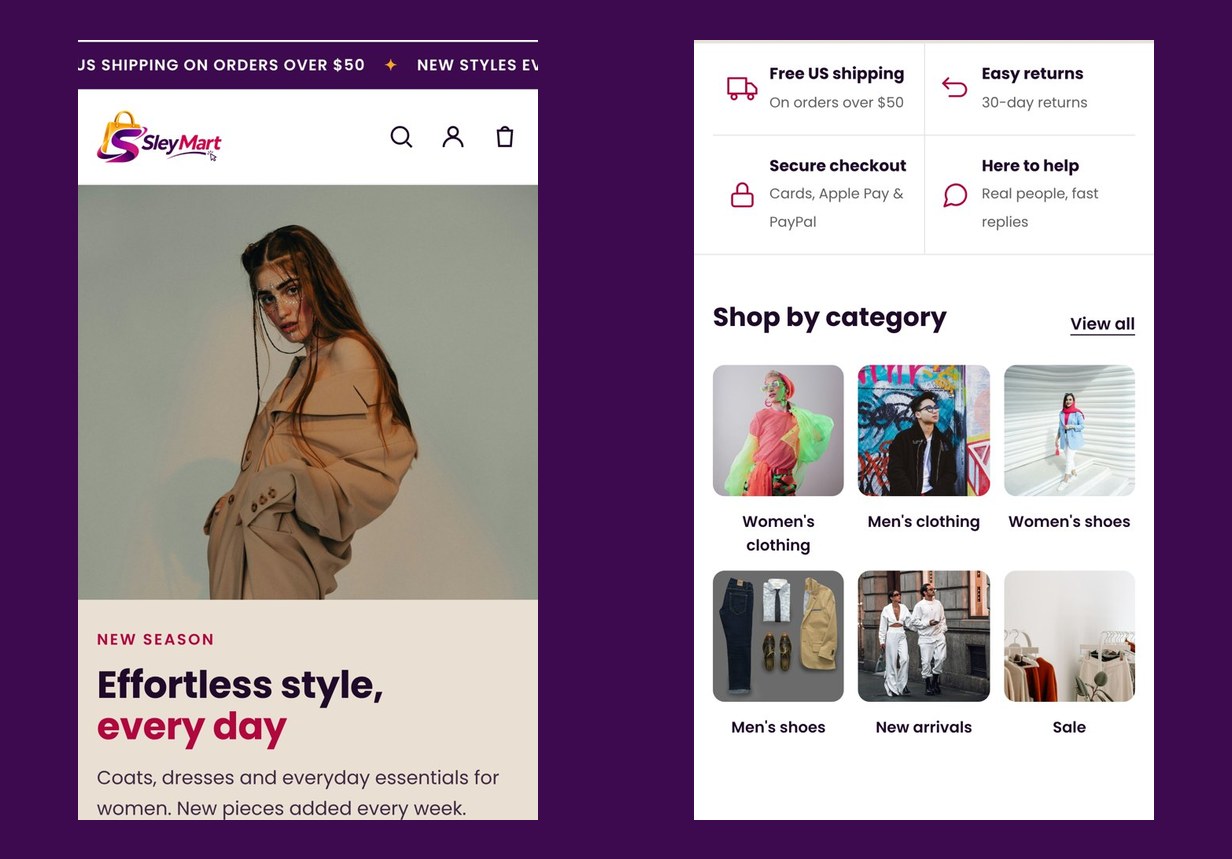 US SHIPPING ON ORDERS OVER $50 ✦ NEW STYLES EV
SleyMart
NEW SEASON
Effortless style,
every day
Coats, dresses and everyday essentials for
women. New pieces added every week.
Free US shipping
On orders over $50
Easy returns
30-day returns
Secure checkout
Cards, Apple Pay &
PayPal
Here to help
Real people, fast
replies
Shop by category
View all
Women's
clothing
Men's clothing
Women's shoes
Men's shoes
New arrivals
Sale